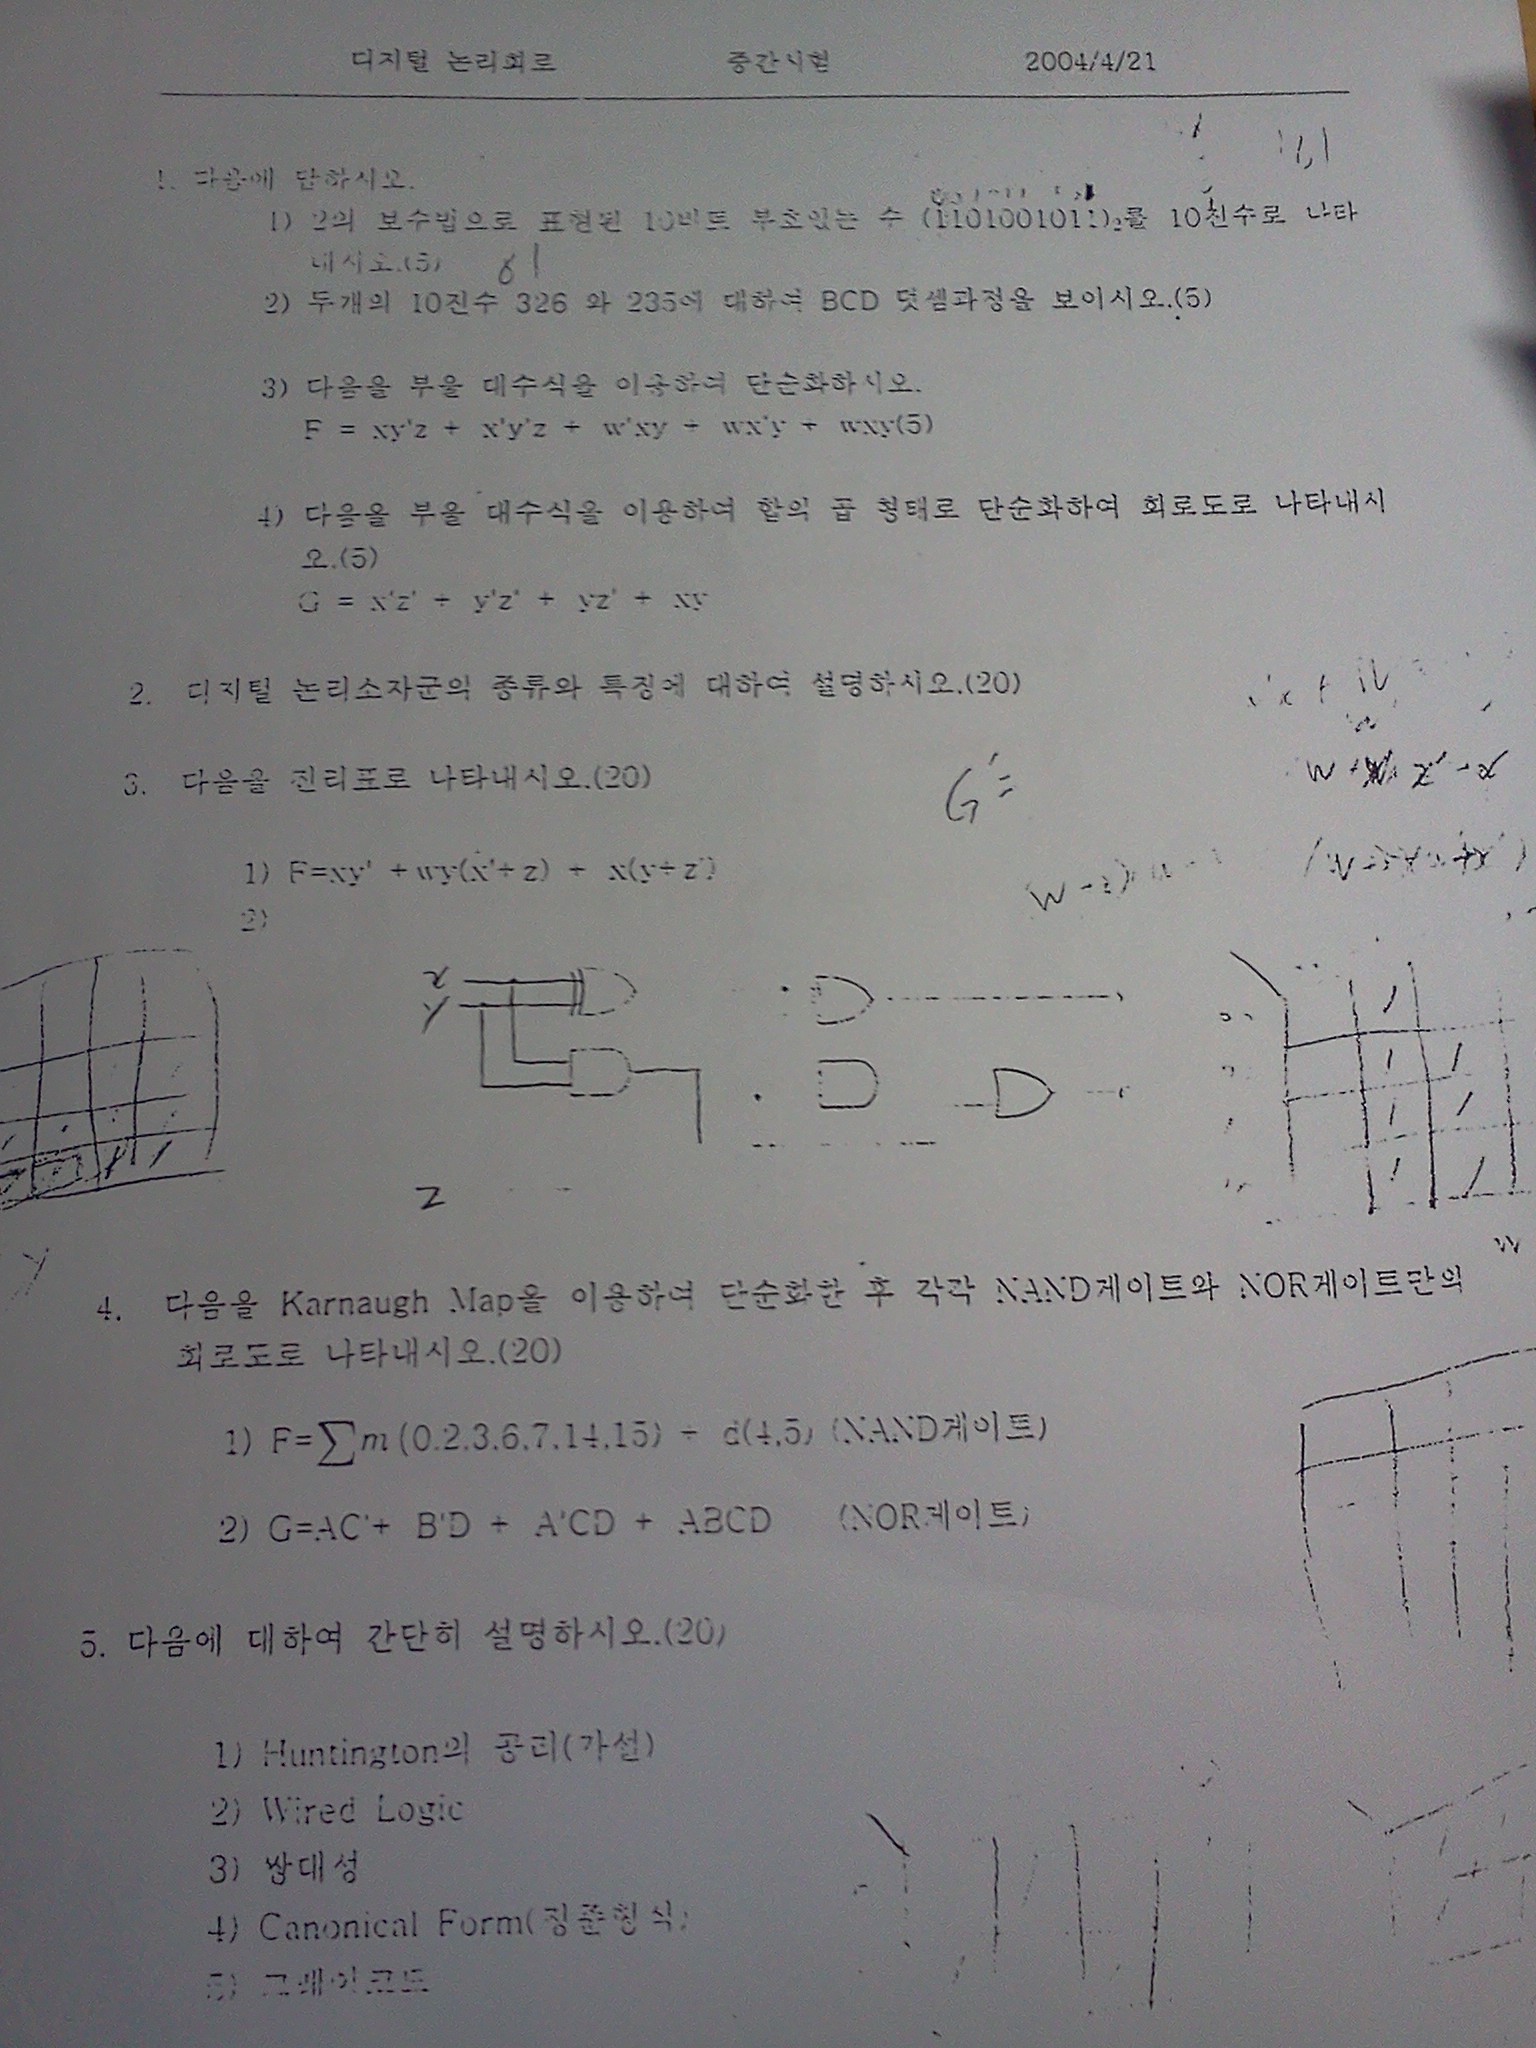 디지털 논리회로 중간시험 2004/4/21
1. 다음에 답하시오.
1) 2의 보수법으로 표현된 10비트 부호있는 수 (1101001011)₂를 10진수로 나타
내시오.(5)
2) 두개의 10진수 326 와 235에 대하여 BCD 덧셈과정을 보이시오.(5)
3) 다음을 부울 대수식을 이용하여 단순화하시오.
F = xy'z + x'y'z + w'xy + wx'y + wxy(5)
4) 다음을 부울 대수식을 이용하여 합의 곱 형태로 단순화하여 회로도로 나타내시
오.(5)
G = x'z' + y'z' + yz' + xy
2. 디지털 논리소자군의 종류와 특징에 대하여 설명하시오.(20)
3. 다음을 진리표로 나타내시오.(20)
G' =
1) F=xy' +wy(x'+z) + x(y+z')
2)
x
y
z
4. 다음을 Karnaugh Map을 이용하여 단순화한 후 각각 NAND게이트와 NOR게이트만의
회로도로 나타내시오.(20)
1) F=∑m(0,2,3,6,7,14,15) + d(4,5) (NAND게이트)
2) G=AC'+ B'D + A'CD + ABCD (NOR게이트)
5. 다음에 대하여 간단히 설명하시오.(20)
1) Huntington의 공리(가설)
2) Wired Logic
3) 쌍대성
4) Canonical Form(정준형식)
5) 그레이코드